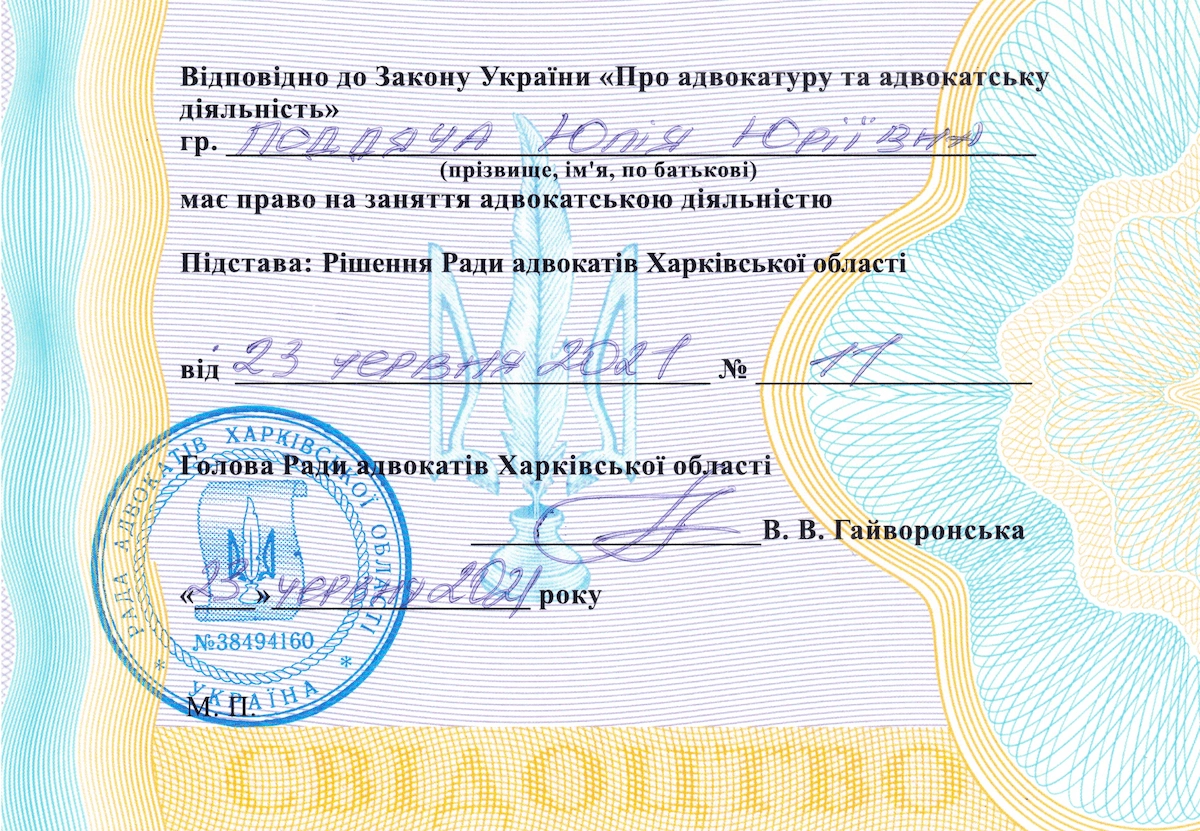 Відповідно до Закону України «Про адвокатуру та адвокатську
діяльність»
гр. Поддяча Юлія Юріївна
(прізвище, ім'я, по батькові)
має право на заняття адвокатською діяльністю
Підстава: Рішення Ради адвокатів Харківської області
від 23 червня 2021 № 11
Голова Ради адвокатів Харківської області
В. В. Гайворонська
«23» червня 2021 року
РАДА АДВОКАТІВ ХАРКІВСЬКОЇ ОБЛАСТІ
№38494160
* УКРАЇНА *
М. П.
СВІДОЦТВО